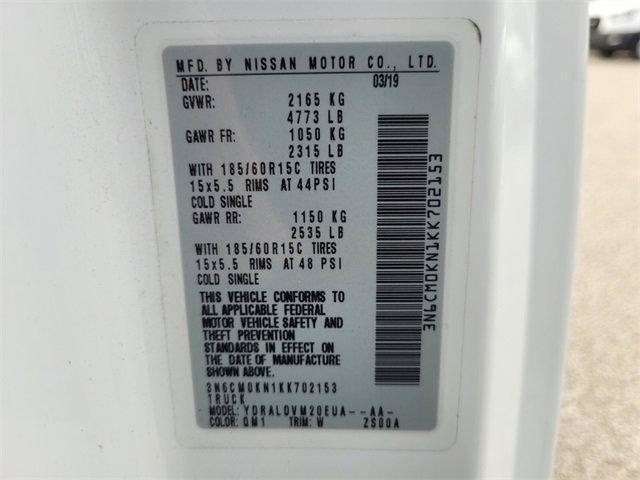 MFD. BY NISSAN MOTOR CO., LTD.
DATE: 03/19
GVWR: 2165 KG
4773 LB
GAWR FR: 1050 KG
2315 LB
WITH 185/60R15C TIRES
15x5.5 RIMS AT 44PSI
COLD SINGLE
GAWR RR: 1150 KG
2535 LB
WITH 185/60R15C TIRES
15x5.5 RIMS AT 48 PSI
COLD SINGLE
THIS VEHICLE CONFORMS TO
ALL APPLICABLE FEDERAL
MOTOR VEHICLE SAFETY AND
THEFT PREVENTION
STANDARDS IN EFFECT ON
THE DATE OF MANUFACTURE
SHOWN ABOVE.
3N6CM0KN1KK702153
TRUCK
MODEL: YDRALDVM20EUA--AA-
COLOR: QM1 TRIM: W ZS00A
3N6CM0KN1KK702153